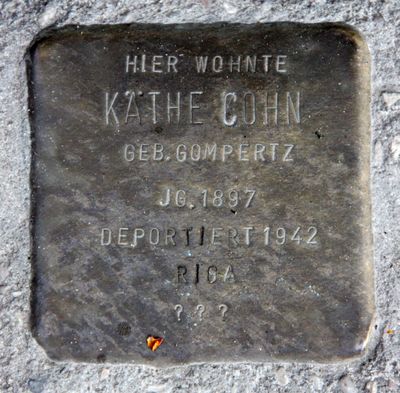 HIER WOHNTE
KÄTHE COHN
GEB. GOMPERTZ
JG. 1897
DEPORTIERT 1942
RIGA
? ? ?